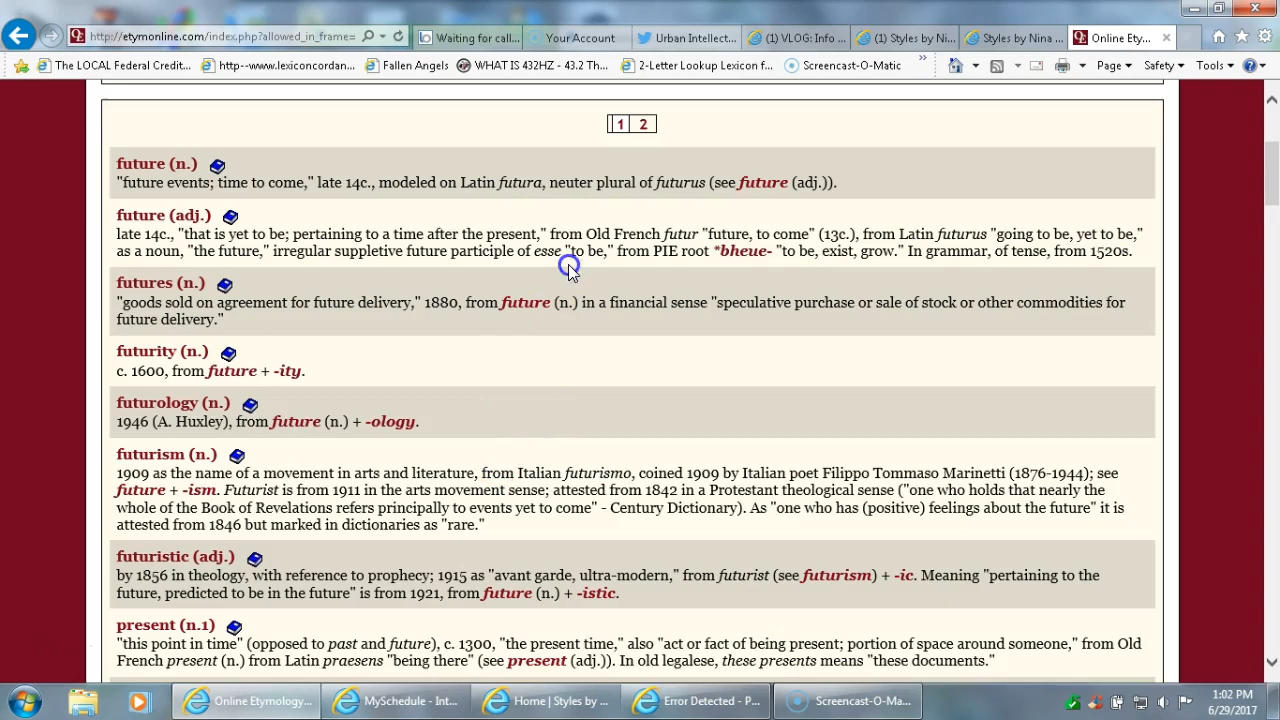 http://etymonline.com/index.php?allowed_in_frame=
Waiting for call...
Your Account
Urban Intellect...
(1) VLOG: Info ...
(1) Styles by Ni...
Styles by Nina ...
Online Ety...
The LOCAL Federal Credit...
http--www.lexiconcordan...
Fallen Angels
WHAT IS 432HZ - 432 Th...
2-Letter Lookup Lexicon f...
Screencast-O-Matic
»
Page
Safety
Tools
1 2
future (n.)
"future events; time to come," late 14c., modeled on Latin futura, neuter plural of futurus (see future (adj.)).
future (adj.)
late 14c., "that is yet to be; pertaining to a time after the present," from Old French futur "future, to come" (13c.), from Latin futurus "going to be, yet to be,"
as a noun, "the future," irregular suppletive future participle of esse "to be," from PIE root *bheue- "to be, exist, grow." In grammar, of tense, from 1520s.
futures (n.)
"goods sold on agreement for future delivery," 1880, from future (n.) in a financial sense "speculative purchase or sale of stock or other commodities for
future delivery."
futurity (n.)
c. 1600, from future + -ity.
futurology (n.)
1946 (A. Huxley), from future (n.) + -ology.
futurism (n.)
1909 as the name of a movement in arts and literature, from Italian futurismo, coined 1909 by Italian poet Filippo Tommaso Marinetti (1876-1944); see
future + -ism. Futurist is from 1911 in the arts movement sense; attested from 1842 in a Protestant theological sense ("one who holds that nearly the
whole of the Book of Revelations refers principally to events yet to come" - Century Dictionary). As "one who has (positive) feelings about the future" it is
attested from 1846 but marked in dictionaries as "rare."
futuristic (adj.)
by 1856 in theology, with reference to prophecy; 1915 as "avant garde, ultra-modern," from futurist (see futurism) + -ic. Meaning "pertaining to the
future, predicted to be in the future" is from 1921, from future (n.) + -istic.
present (n.1)
"this point in time" (opposed to past and future), c. 1300, "the present time," also "act or fact of being present; portion of space around someone," from Old
French present (n.) from Latin praesens "being there" (see present (adj.)). In old legalese, these presents means "these documents."
Online Etymology...
MySchedule - Int...
Home | Styles by ...
Error Detected - P...
Screencast-O-Ma...
1:02 PM
6/29/2017